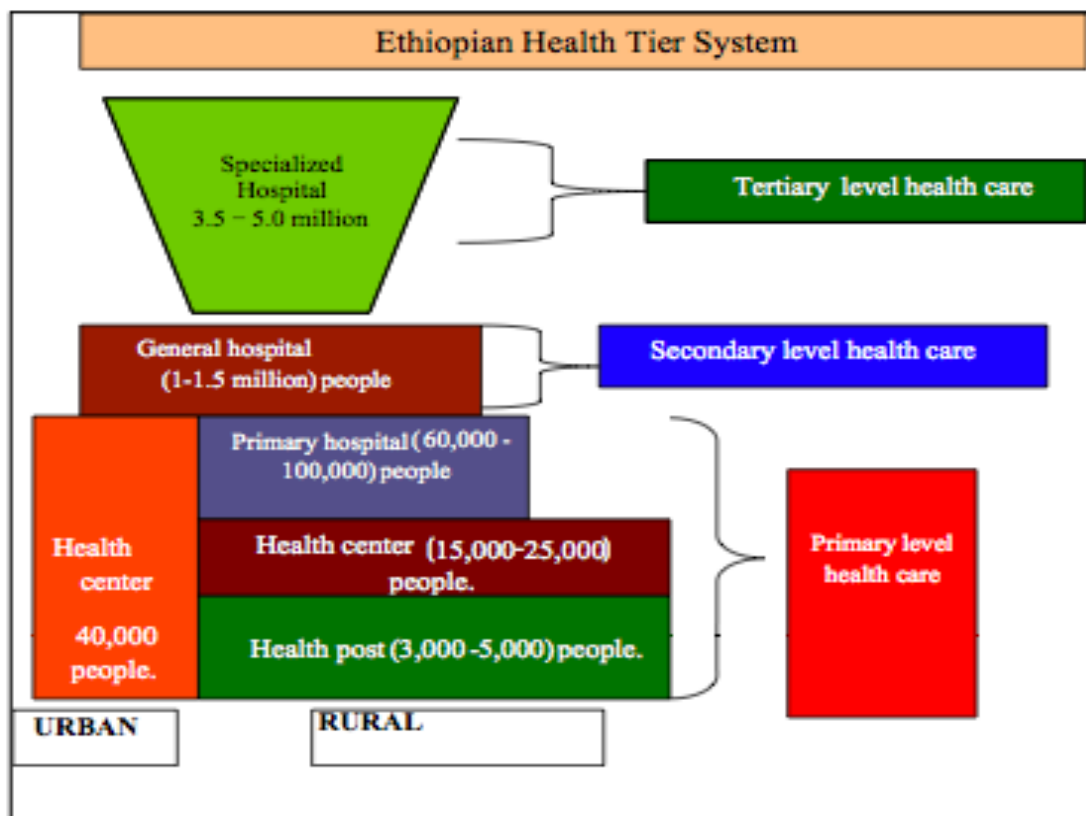 Ethiopian Health Tier System
Specialized
Hospital
3.5 – 5.0 million
Tertiary level health care
General hospital
(1-1.5 million) people
Secondary level health care
Primary hospital (60,000 -
100,000) people
Health center (15,000-25,000)
people.
Health post (3,000 -5,000) people.
Health
center
40,000
people.
Primary level
health care
URBAN
RURAL